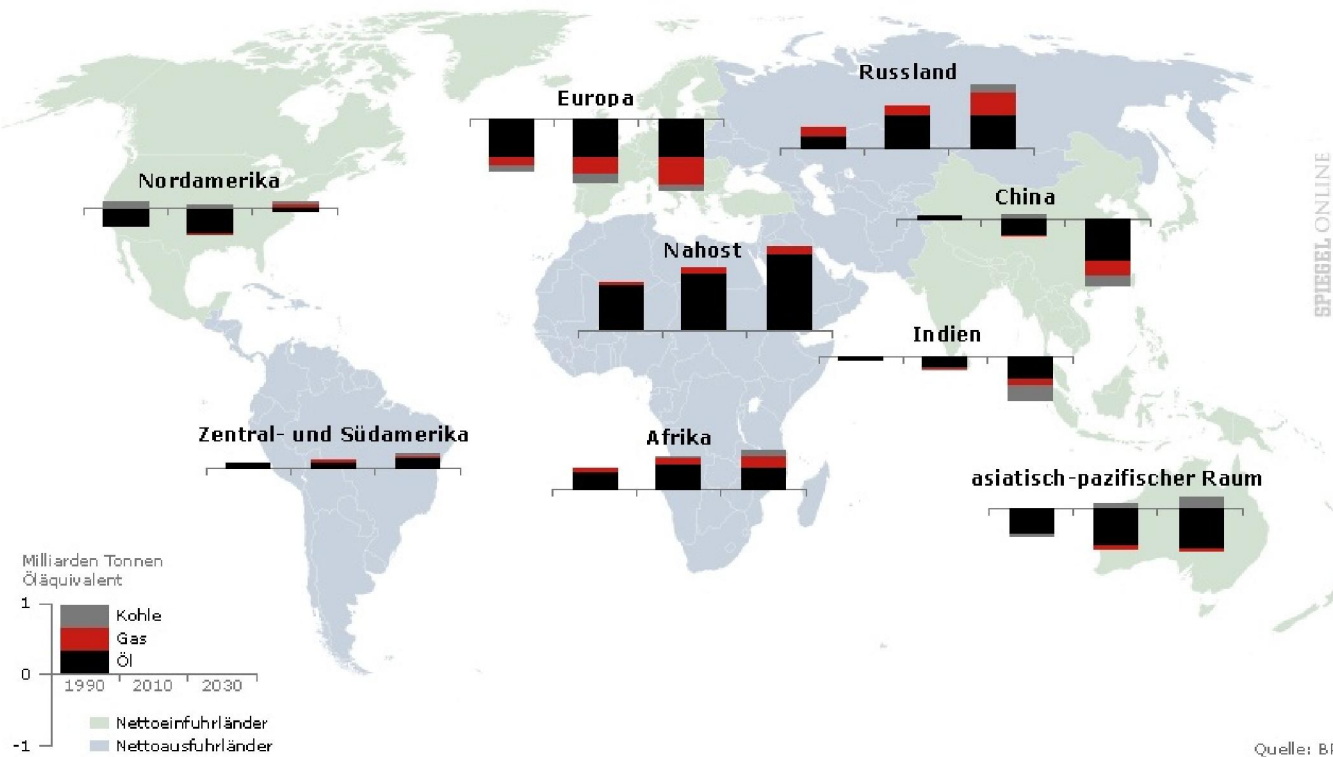 Russland
Europa
Nordamerika
China
Nahost
Indien
Zentral- und Südamerika
Afrika
asiatisch-pazifischer Raum
SPIEGEL ONLINE
Milliarden Tonnen
Öläquivalent
1
Kohle
Gas
Öl
0
1990 2010 2030
Nettoeinfuhrländer
Nettoausfuhrländer
-1
Quelle: